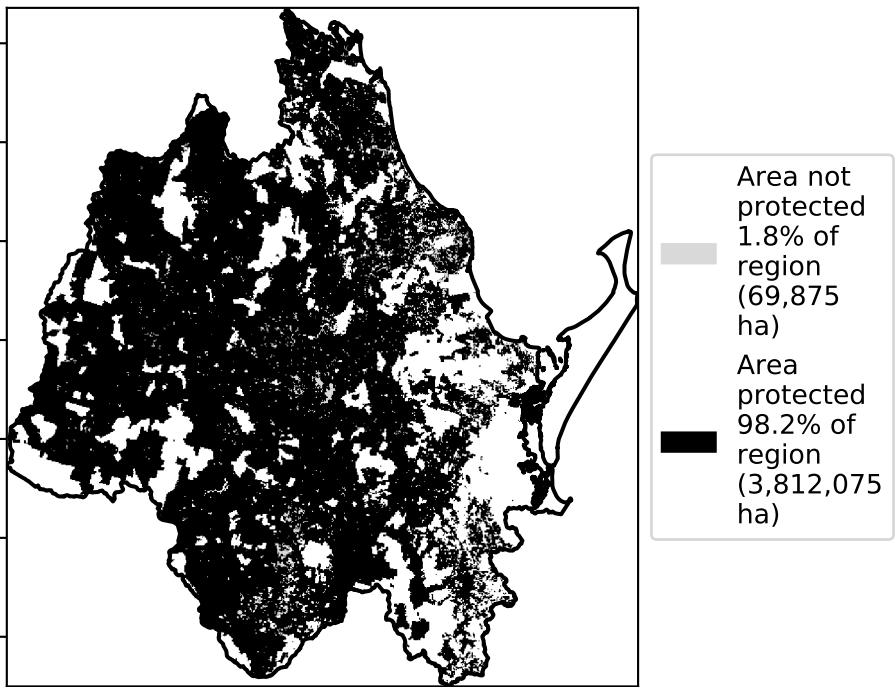 Area not
protected
1.8% of
region
(69,875
ha)
Area
protected
98.2% of
region
(3,812,075
ha)